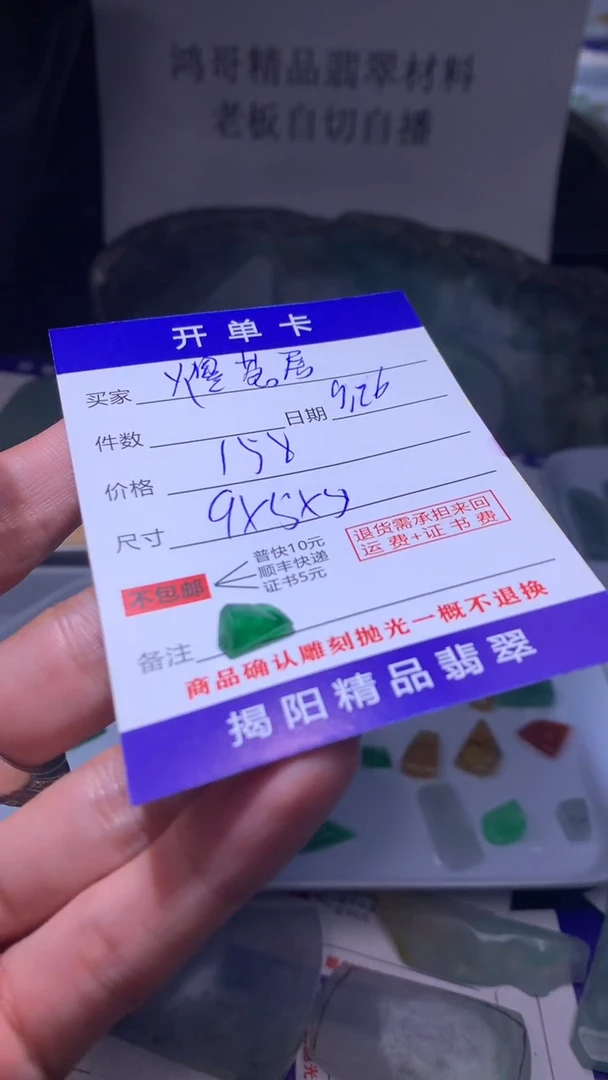 鸿哥精品翡翠材料
老板自切自播
开单卡
买家
件数
日期 9,26
价格 158
尺寸 9X5X5
退货需承担来回
运费+证书费
不包邮
普快10元
顺丰快递
证书5元
备注
商品确认雕刻抛光一概不退换
揭阳精品翡翠